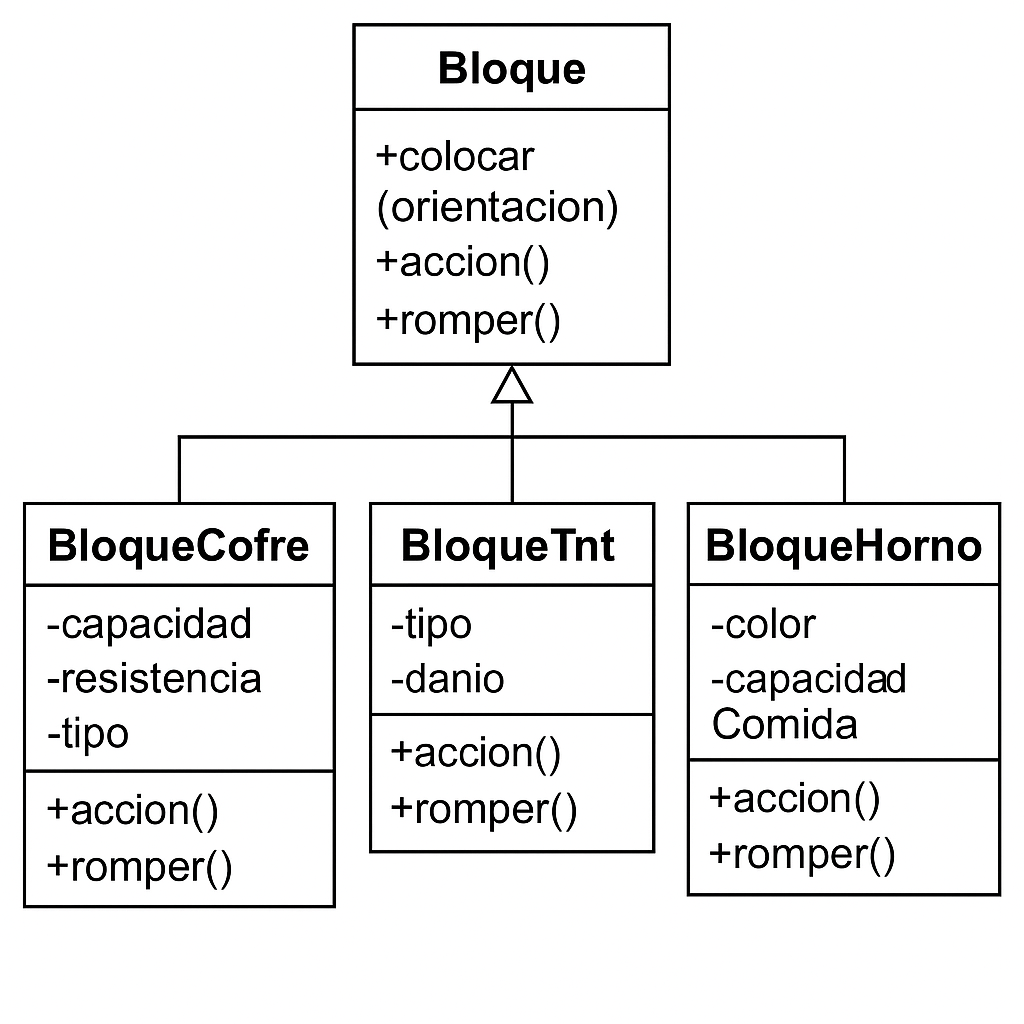 Bloque
+colocar
(orientacion)
+accion()
+romper()
BloqueCofre
-capacidad
-resistencia
-tipo
+accion()
+romper()
BloqueTnt
-tipo
-danio
+accion()
+romper()
BloqueHorno
-color
-capacidad
Comida
+accion()
+romper()